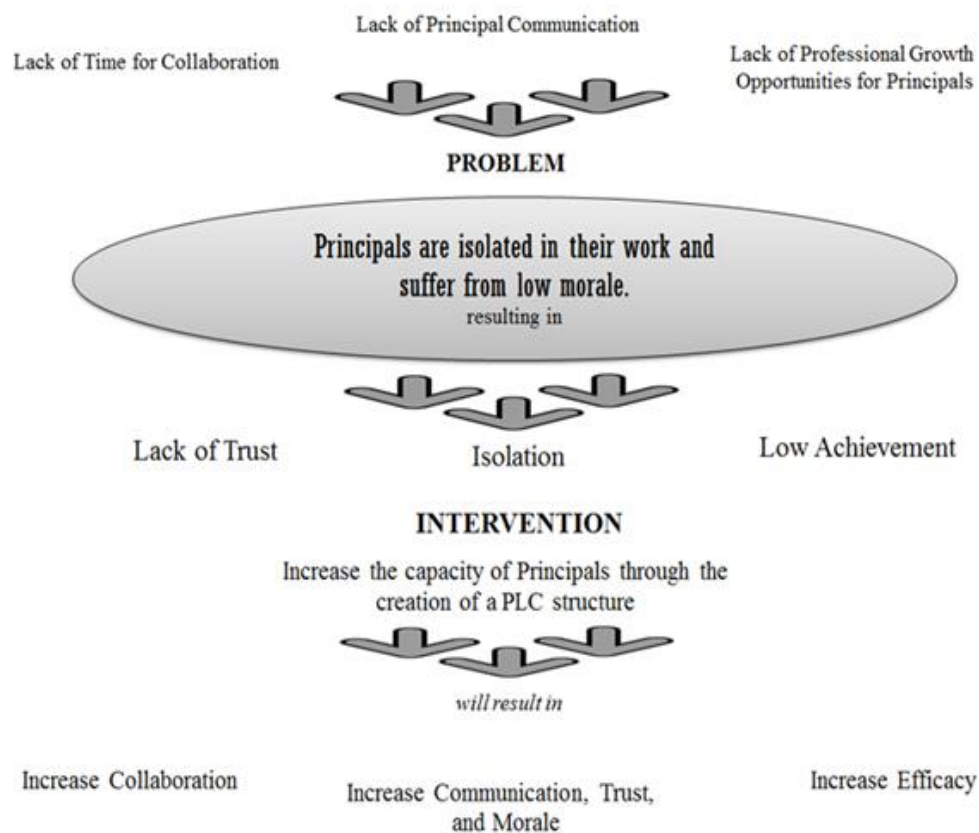 Lack of Principal Communication
Lack of Time for Collaboration
Lack of Professional Growth
Opportunities for Principals
PROBLEM
Principals are isolated in their work and
suffer from low morale.
resulting in
Lack of Trust
Isolation
Low Achievement
INTERVENTION
Increase the capacity of Principals through the
creation of a PLC structure
will result in
Increase Collaboration
Increase Communication, Trust,
and Morale
Increase Efficacy